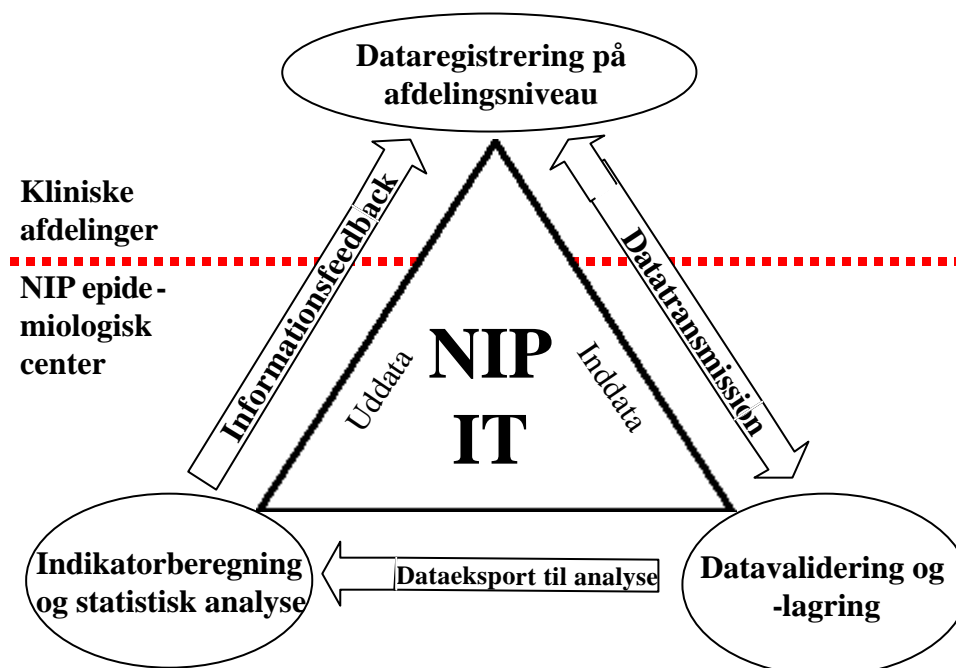 Dataregistrering på
afdelingsniveau
Kliniske
afdelinger
NIP epide-
miologisk
center
Informationsfeedback
Uddata
NIP
IT
Inddata
Datatransmission
Indikatorberegning
og statistisk analyse
Dataeksport til analyse
Datavalidering og
-lagring